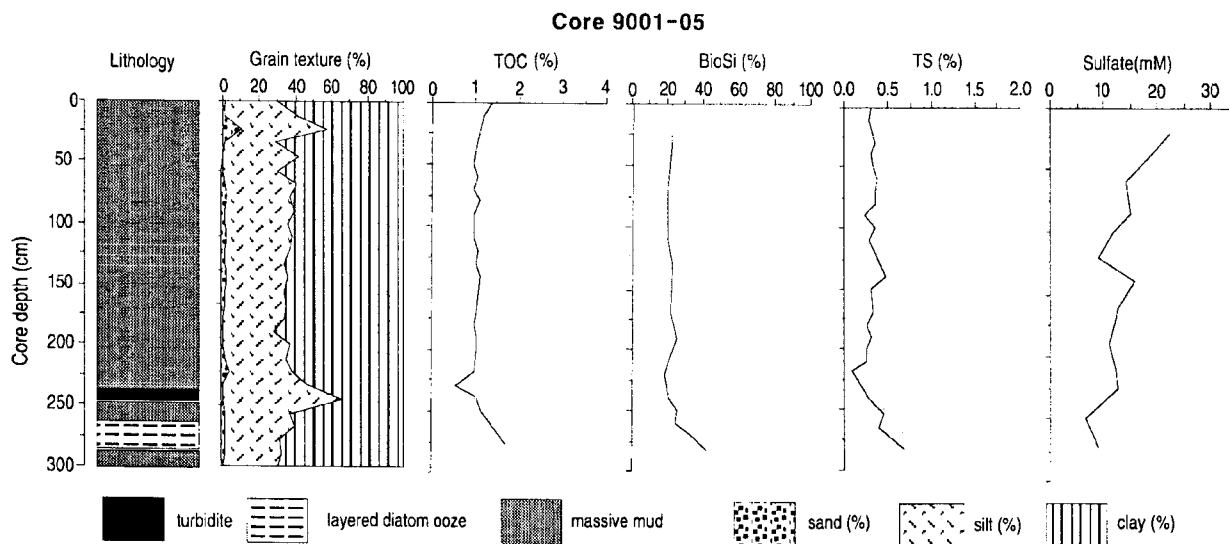 Core 9001-05
Lithology Grain texture (%) TOC (%) BioSi (%) TS (%) Sulfate(mM)
0 20 40 60 80 100 0 1 2 3 4 0 20 40 60 80 100 0.0 0.5 1.0 1.5 2.0 0 10 20 30
Core depth (cm)
0
50
100
150
200
250
300
turbidite layered diatom ooze massive mud sand (%) silt (%) clay (%)